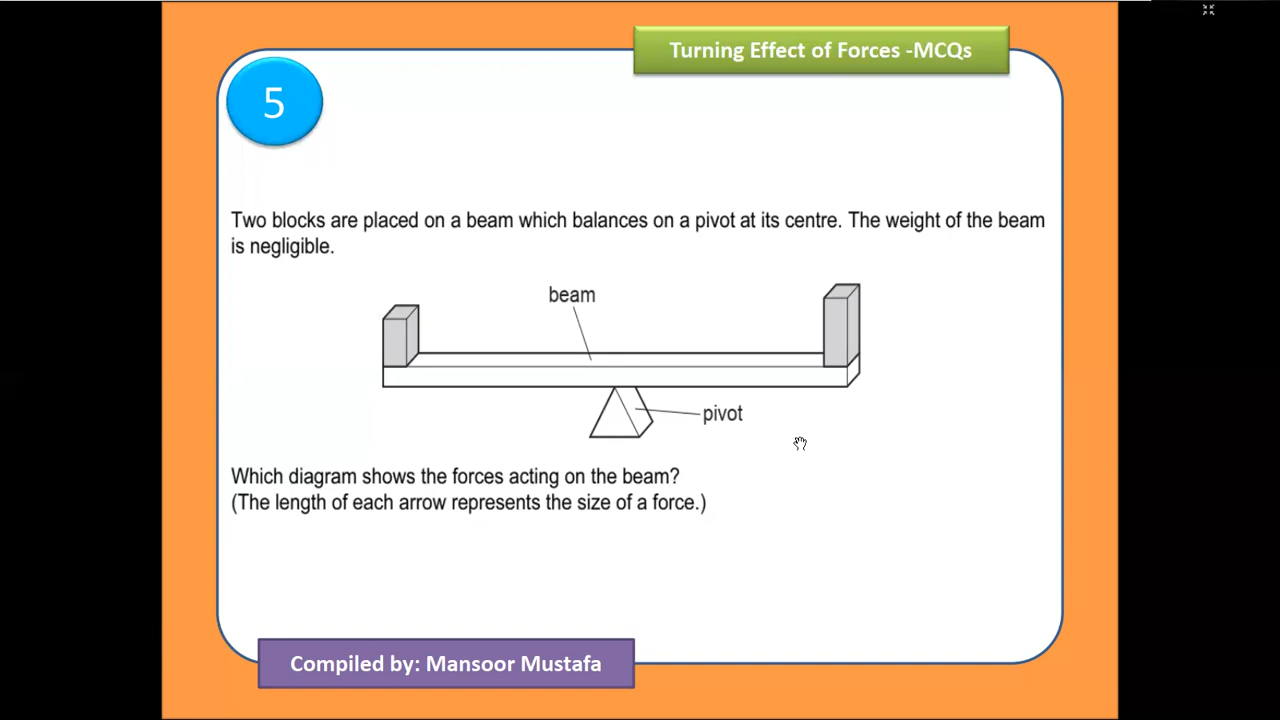 Turning Effect of Forces -MCQs
5
Two blocks are placed on a beam which balances on a pivot at its centre. The weight of the beam
is negligible.
beam
pivot
Which diagram shows the forces acting on the beam?
(The length of each arrow represents the size of a force.)
Compiled by: Mansoor Mustafa